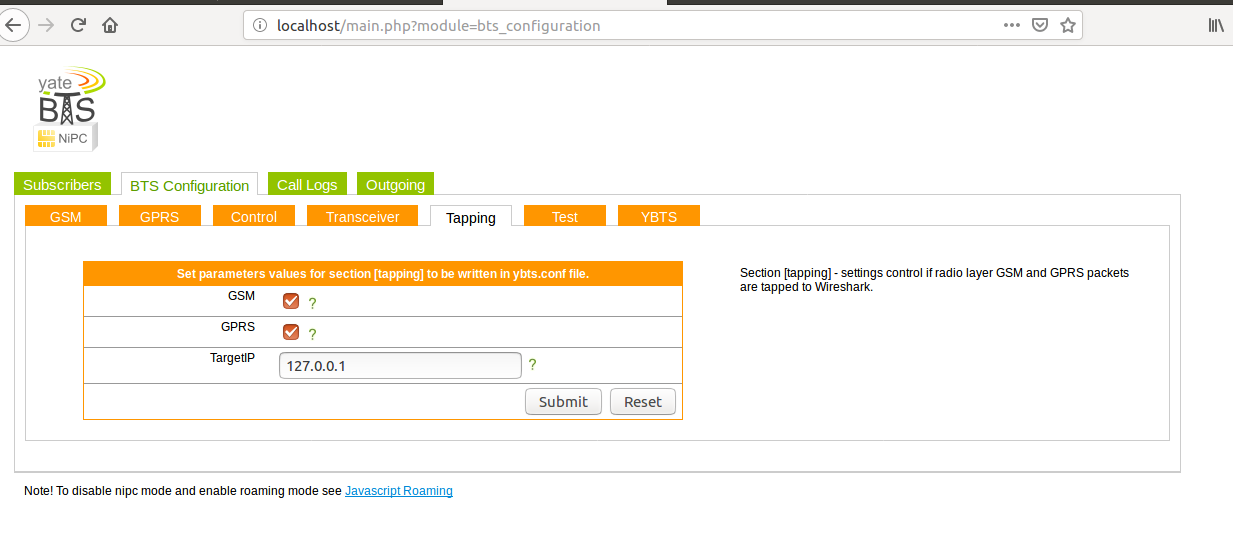 localhost/main.php?module=bts_configuration
yate
BTS
NiPC
Subscribers BTS Configuration Call Logs Outgoing
GSM GPRS Control Transceiver Tapping Test YBTS
Set parameters values for section [tapping] to be written in ybts.conf file.
GSM ?
GPRS ?
TargetIP 127.0.0.1 ?
Submit Reset
Section [tapping] - settings control if radio layer GSM and GPRS packets
are tapped to Wireshark.
Note! To disable nipc mode and enable roaming mode see Javascript Roaming